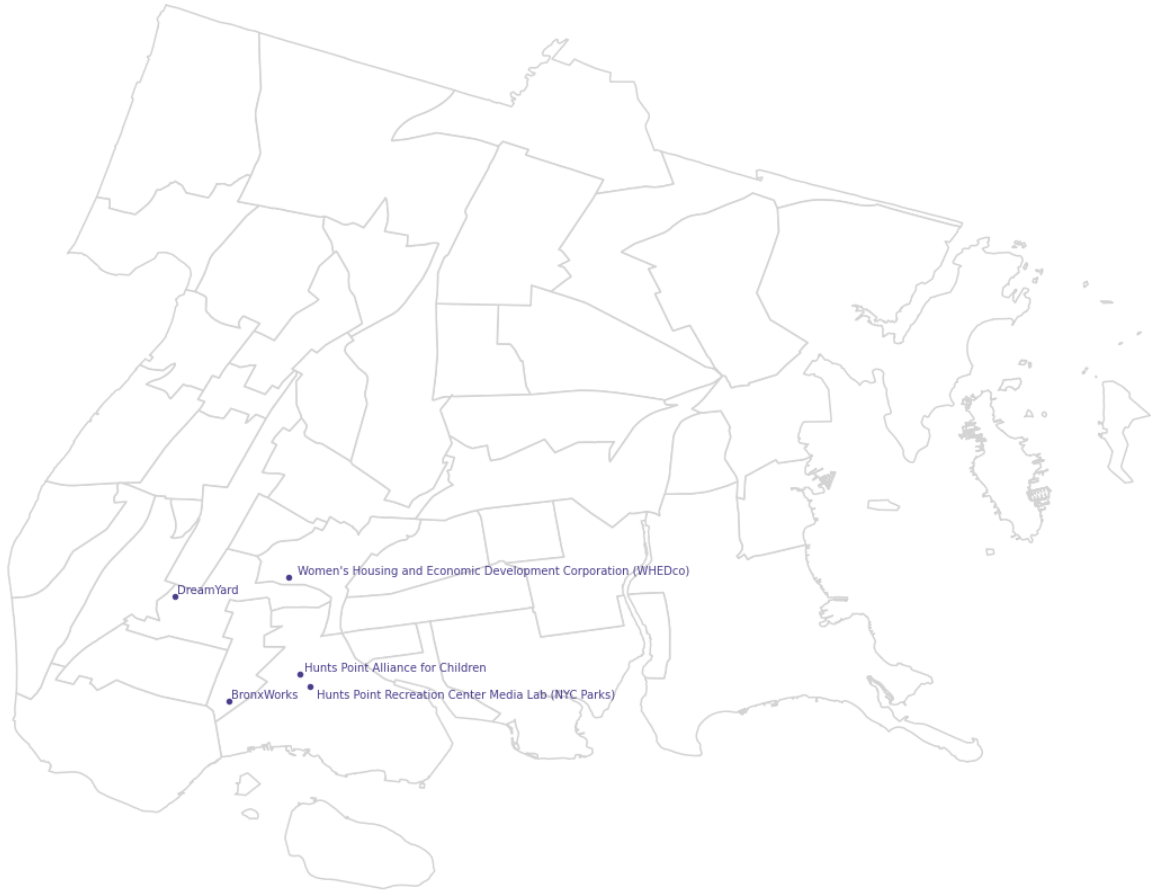 Women's Housing and Economic Development Corporation (WHEDco)
DreamYard
Hunts Point Alliance for Children
BronxWorks
Hunts Point Recreation Center Media Lab (NYC Parks)